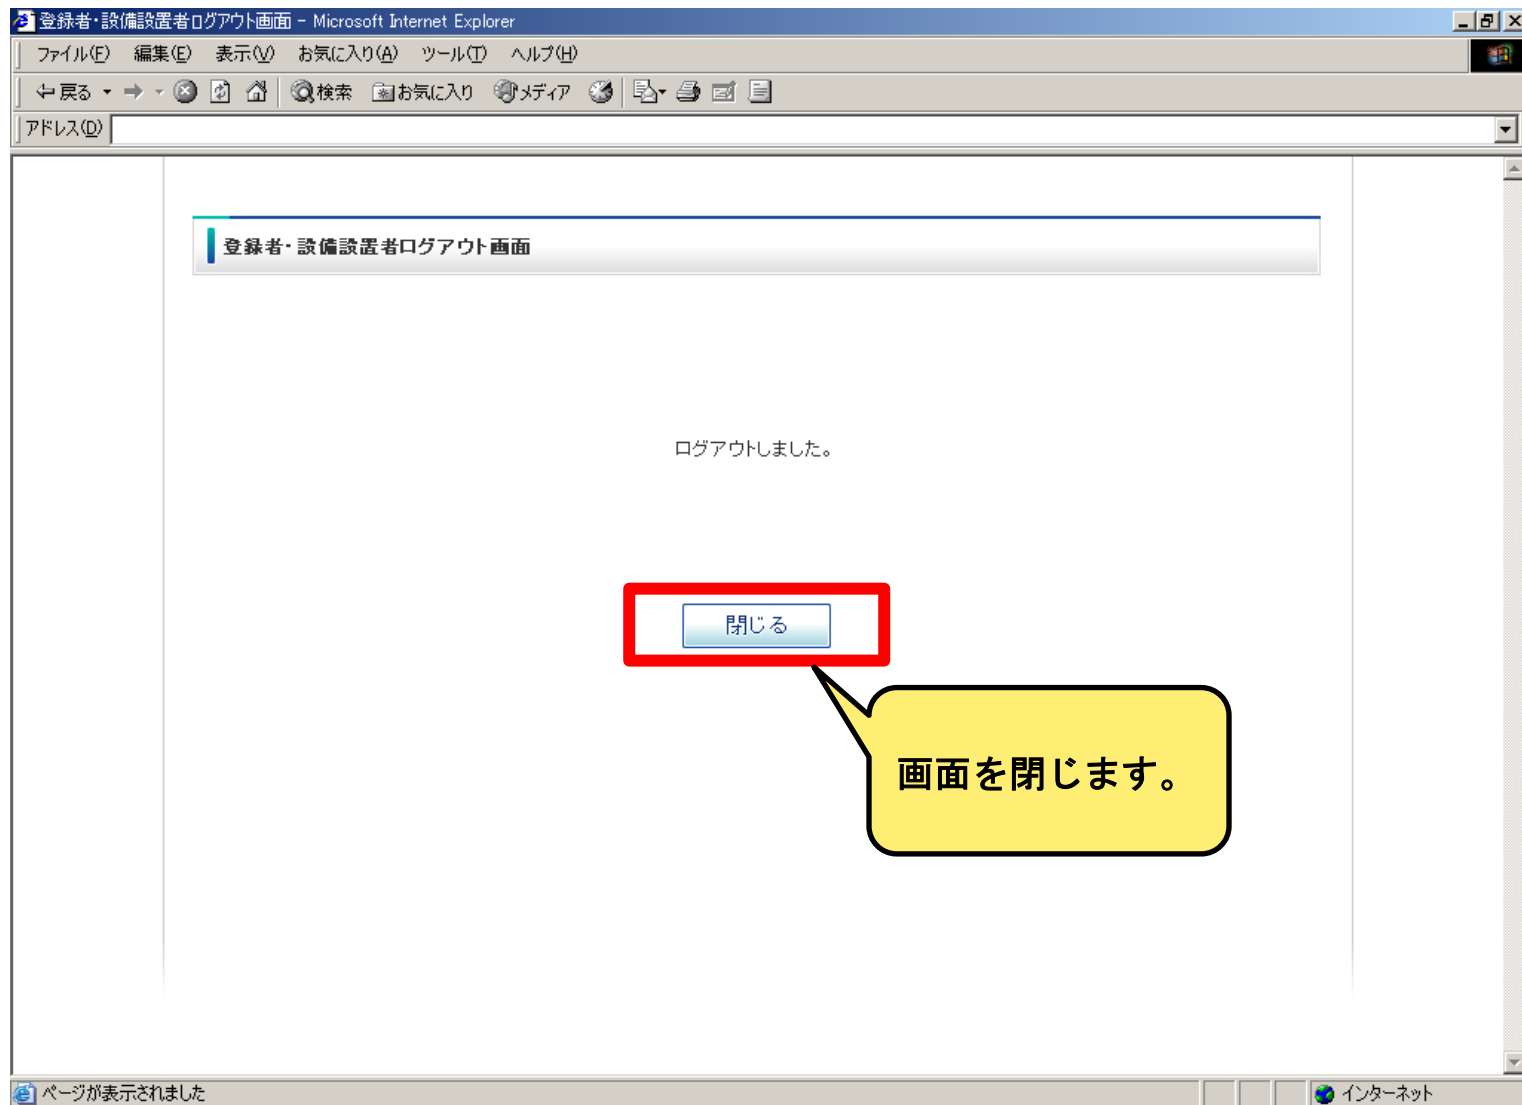 登録者・設備設置者ログアウト画面 - Microsoft Internet Explorer
ファイル(F) 編集(E) 表示(V) お気に入り(A) ツール(T) ヘルプ(H)
戻る 検索 お気に入り メディア
アドレス(D)
登録者・設備設置者ログアウト画面
ログアウトしました。
閉じる
画面を閉じます。
ページが表示されました インターネット